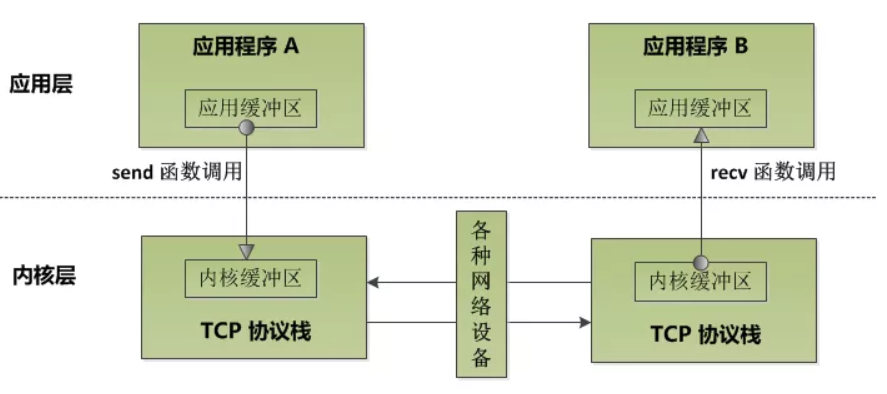 应用程序 A
应用程序 B
应用层
应用缓冲区
应用缓冲区
send 函数调用
recv 函数调用
各种网络设备
内核层
内核缓冲区
内核缓冲区
TCP 协议栈
TCP 协议栈